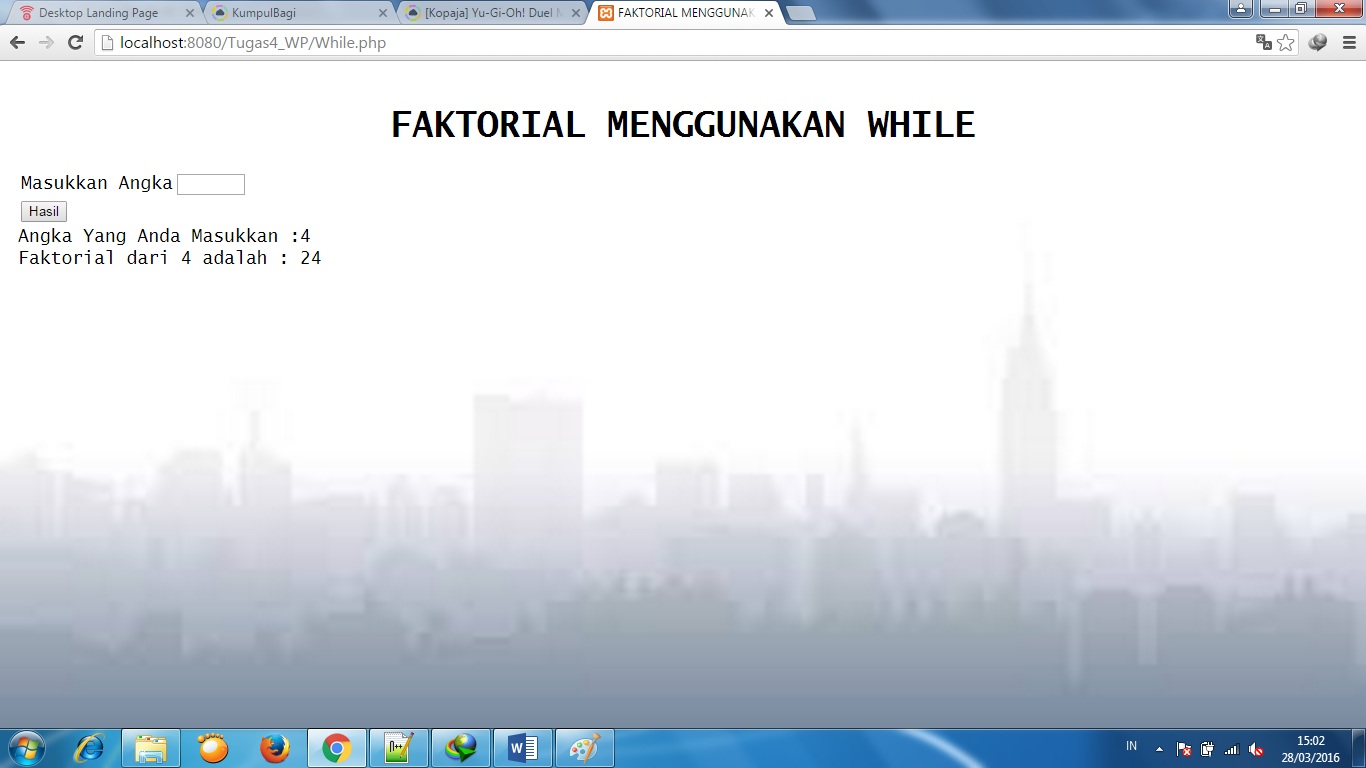 Desktop Landing Page
KumpulBagi
[Kopaja] Yu-Gi-Oh! Duel M
FAKTORIAL MENGGUNAK
localhost:8080/Tugas4_WP/While.php
FAKTORIAL MENGGUNAKAN WHILE
Masukkan Angka
Hasil
Angka Yang Anda Masukkan :4
Faktorial dari 4 adalah : 24
IN
15:02
28/03/2016